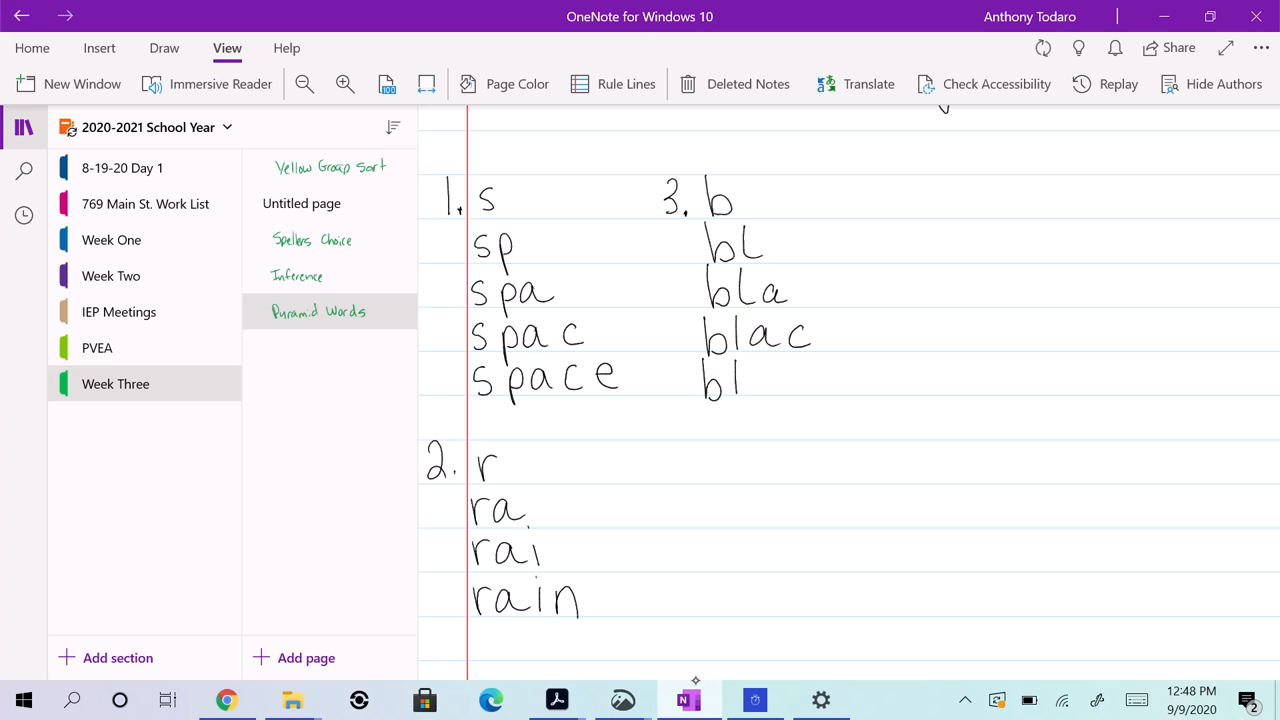 OneNote for Windows 10
Anthony Todaro
Home Insert Draw View Help
Share
New Window Immersive Reader Page Color Rule Lines Deleted Notes Translate Check Accessibility Replay Hide Authors
2020-2021 School Year
8-19-20 Day 1
769 Main St. Work List
Week One
Week Two
IEP Meetings
PVEA
Week Three
Add section
Yellow Group Sort
Untitled page
Spellers Choice
Inference
Pyramid Words
Add page
1. s
sp
spa
spac
space
2. r
ra
rai
rain
3. b
bl
bla
blac
bl
12:48 PM
9/9/2020
2